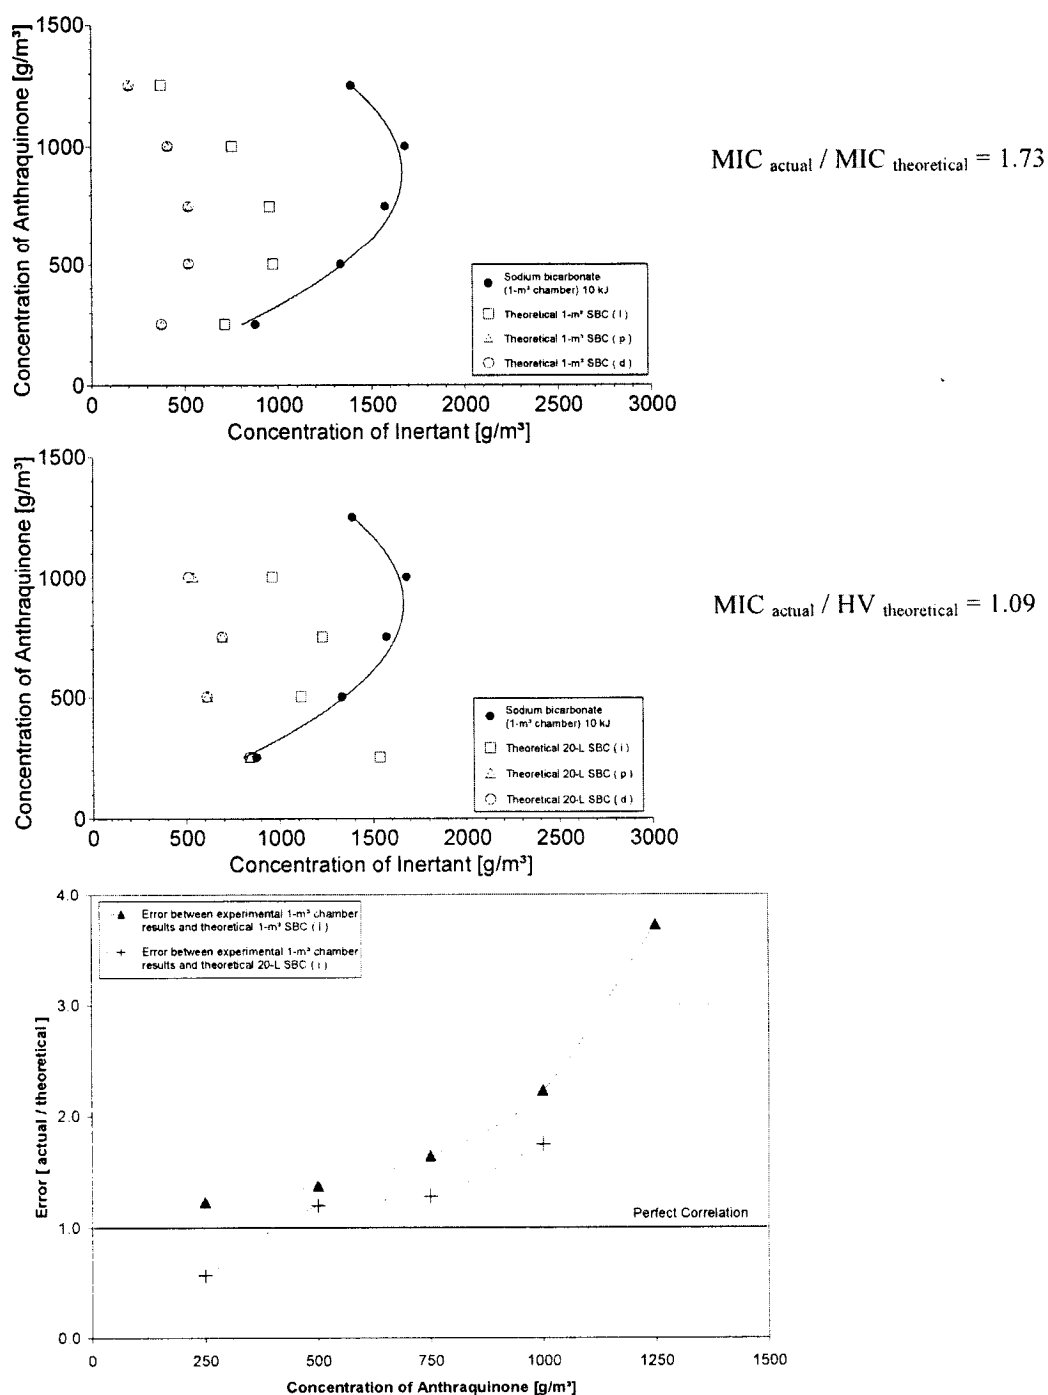 1500
1000
500
0
Concentration of Anthraquinone [g/m³]
0 500 1000 1500 2000 2500 3000
Concentration of Inertant [g/m³]
Sodium bicarbonate
(1-m³ chamber) 10 kJ
Theoretical 1-m³ SBC ( i )
Theoretical 1-m³ SBC ( p )
Theoretical 1-m³ SBC ( d )
MIC actual / MIC theoretical = 1.73
1500
1000
500
0
Concentration of Anthraquinone [g/m³]
0 500 1000 1500 2000 2500 3000
Concentration of Inertant [g/m³]
Sodium bicarbonate
(1-m³ chamber) 10 kJ
Theoretical 20-L SBC ( i )
Theoretical 20-L SBC ( p )
Theoretical 20-L SBC ( d )
MIC actual / HV theoretical = 1.09
4.0
3.0
2.0
1.0
0.0
Error [ actual / theoretical ]
Error between experimental 1-m³ chamber
results and theoretical 1-m³ SBC ( i )
Error between experimental 1-m³ chamber
results and theoretical 20-L SBC ( i )
Perfect Correlation
0 250 500 750 1000 1250 1500
Concentration of Anthraquinone [g/m³]